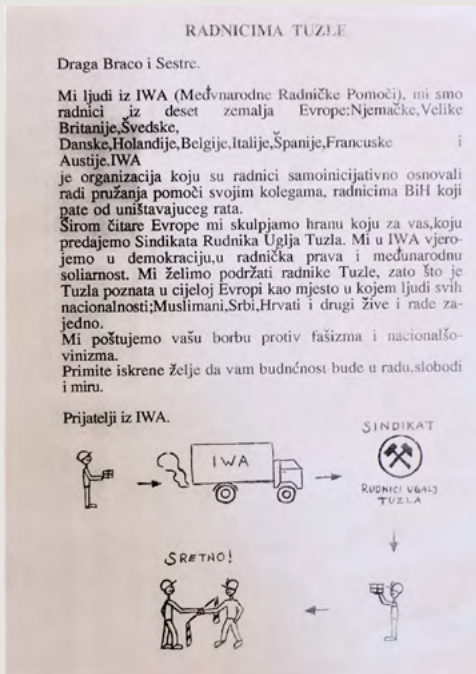 RADNICIMA TUZLE
Draga Braco i Sestre.
Mi ljudi iz IWA (Međvnarodne Radničke Pomoči), mi smo
radnici iz deset zemalja Evrope:Njemačke,Velike
Britanije,Švedske,
Danske,Holandije,Belgije,Italije,Španije,Francuske i
Austije.IWA
je organizacija koju su radnici samoinicijativno osnovali
radi pružanja pomoči svojim kolegama, radnicima BiH koji
pate od uništavajuceg rata.
Širom čitare Evrope mi skulpjamo hranu koju za vas,koju
predajemo Sindikata Rudnika Uglja Tuzla. Mi u IWA vjero-
jemo u demokraciju,u radnička prava i međunarodnu
soliarnost. Mi želimo podržati radnike Tuzle, zato što je
Tuzla poznata u cijeloj Evropi kao mjesto u kojem ljudi svih
nacionalnosti;Muslimani,Srbi,Hrvati i drugi žive i rade za-
jedno.
Mi poštujemo vašu borbu protiv fašizma i nacionalšo-
vinizma.
Primite iskrene želje da vam budnćnost bude u radu,slobodi
i miru.
Prijatelji iz IWA.
IWA
SINDIKAT
RUDNICI UGALJ
TUZLA
SRETNO!